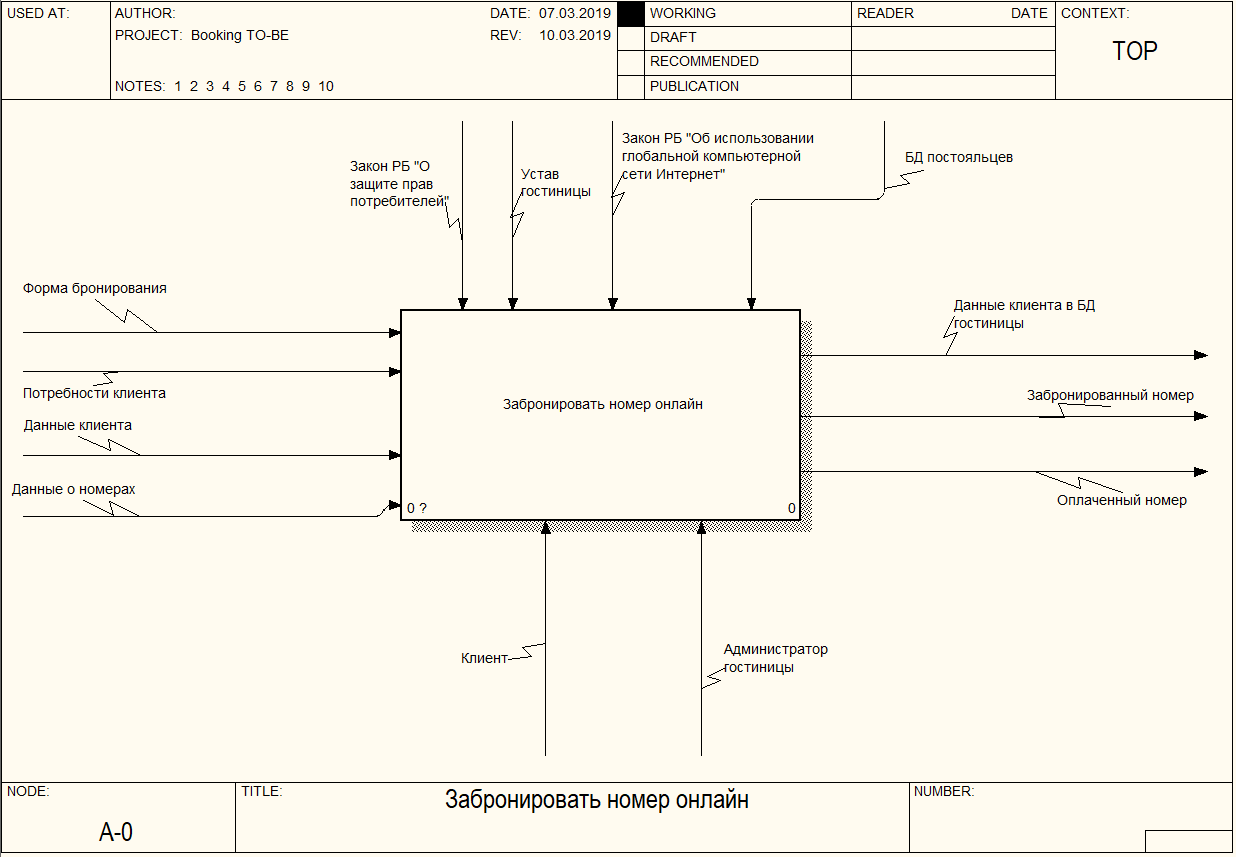 USED AT:
AUTHOR:
DATE: 07.03.2019
WORKING
READER
DATE
CONTEXT:
PROJECT: Booking TO-BE
REV: 10.03.2019
DRAFT
TOP
RECOMMENDED
NOTES: 1 2 3 4 5 6 7 8 9 10
PUBLICATION
Закон РБ "О
защите прав
потребителей"
Устав
гостиницы
Закон РБ "Об использовании
глобальной компьютерной
сети Интернет"
БД постояльцев
Форма бронирования
Потребности клиента
Данные клиента
Данные о номерах
Забронировать номер онлайн
0 ?
0
Данные клиента в БД
гостиницы
Забронированный номер
Оплаченный номер
Клиент
Администратор
гостиницы
NODE:
TITLE:
NUMBER:
A-0
Забронировать номер онлайн